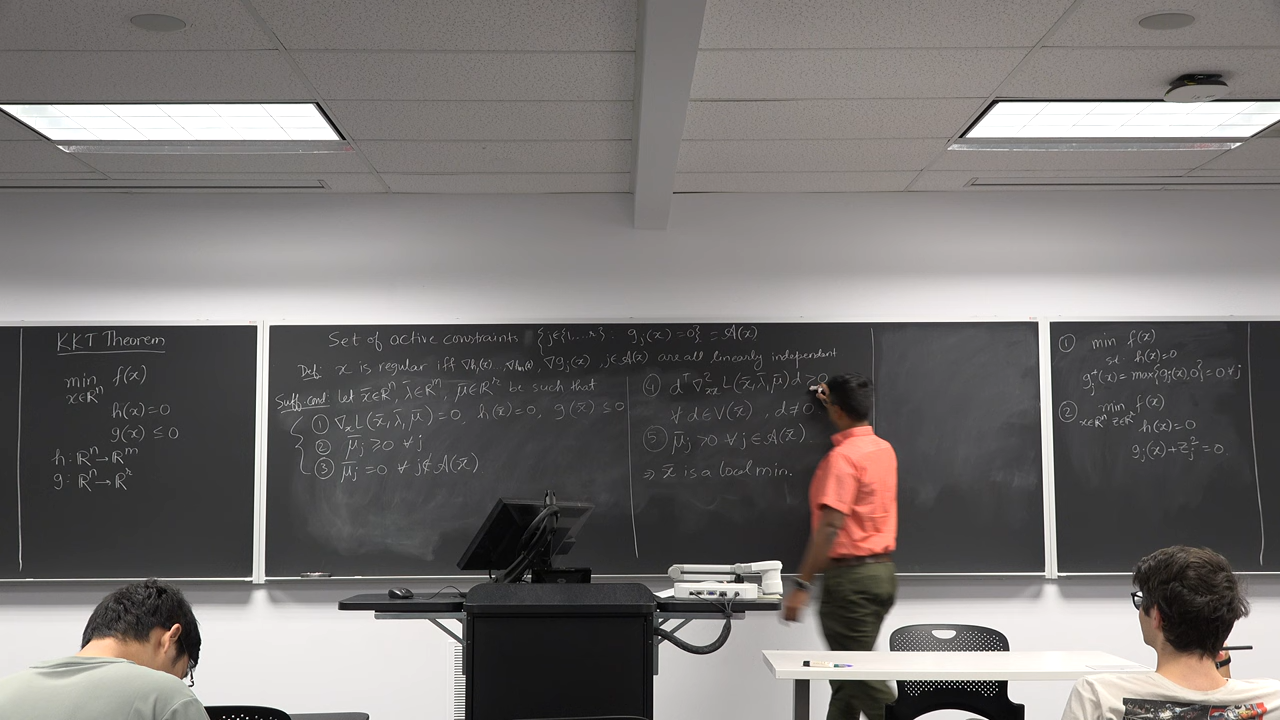 KKT Theorem
min f(x)
x∈ℝⁿ
h(x)=0
g(x) ≤ 0
h: ℝⁿ→ℝᵐ
g: ℝⁿ→ℝʳ
Set of active constraints {j∈{1,...,r} : gⱼ(x)=0} = A(x)
Def: x is regular iff ∇h₁(x) ... ∇hₘ(x), ∇gⱼ(x) j∈A(x) are all linearly independent
Suff. cond: let x̄∈ℝⁿ, λ̄∈ℝᵐ, μ̄∈ℝʳ be such that
① ∇ₓL(x̄,λ̄,μ̄)=0, h(x̄)=0, g(x̄) ≤ 0
② μ̄ⱼ ≥ 0 ∀ j
③ μ̄ⱼ = 0 ∀ j∉A(x̄)
④ dᵀ∇²ₓₓL(x̄,λ̄,μ̄)d ≥ 0
∀ d∈V(x̄), d≠0
⑤ μ̄ⱼ > 0 ∀ j∈A(x̄).
⇒ x̄ is a local min.
① min f(x)
s.t. h(x)=0
gⱼ⁺(x) = max{gⱼ(x),0}=0 ∀j
② min f(x)
x∈ℝⁿ z∈ℝʳ
h(x)=0
gⱼ(x)+zⱼ²=0.